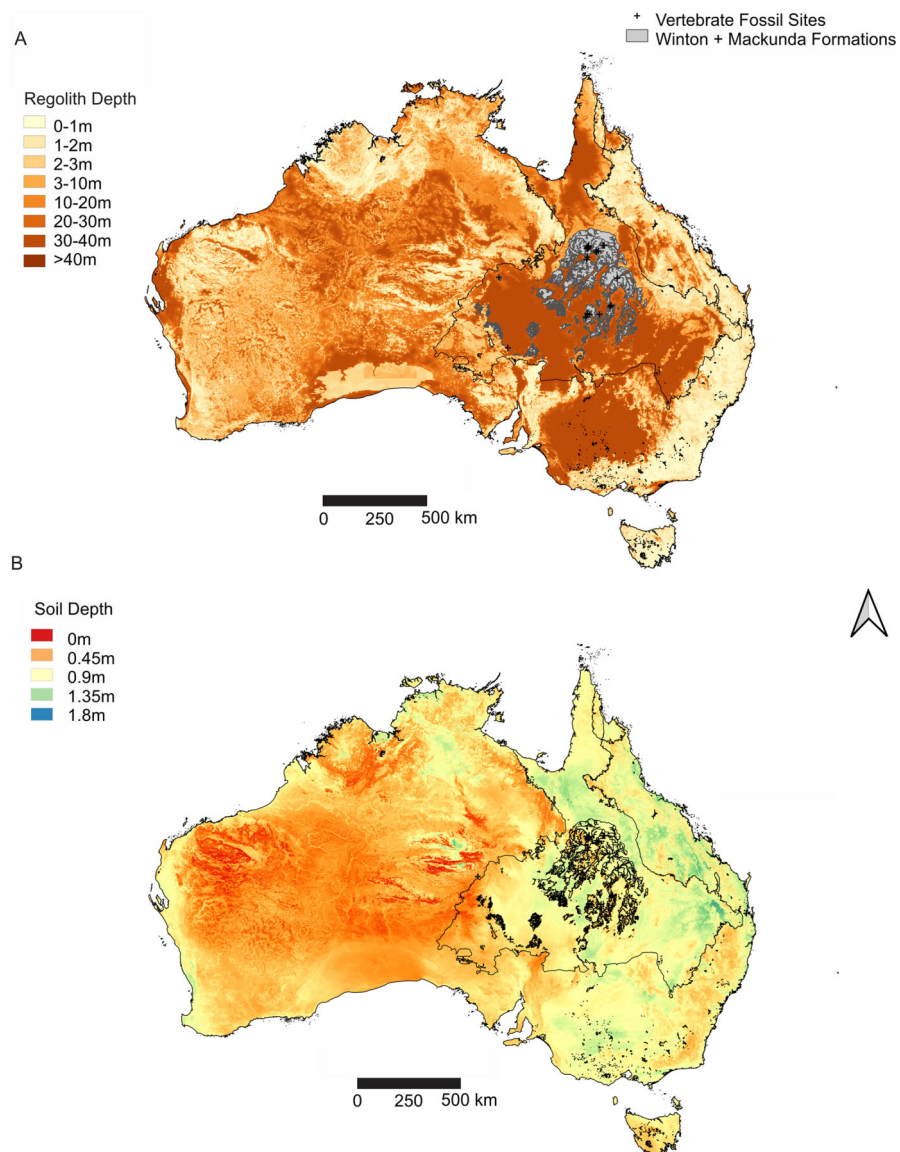 + Vertebrate Fossil Sites
Winton + Mackunda Formations
A
Regolith Depth
0-1m
1-2m
2-3m
3-10m
10-20m
20-30m
30-40m
>40m
0 250 500 km
B
Soil Depth
0m
0.45m
0.9m
1.35m
1.8m
0 250 500 km